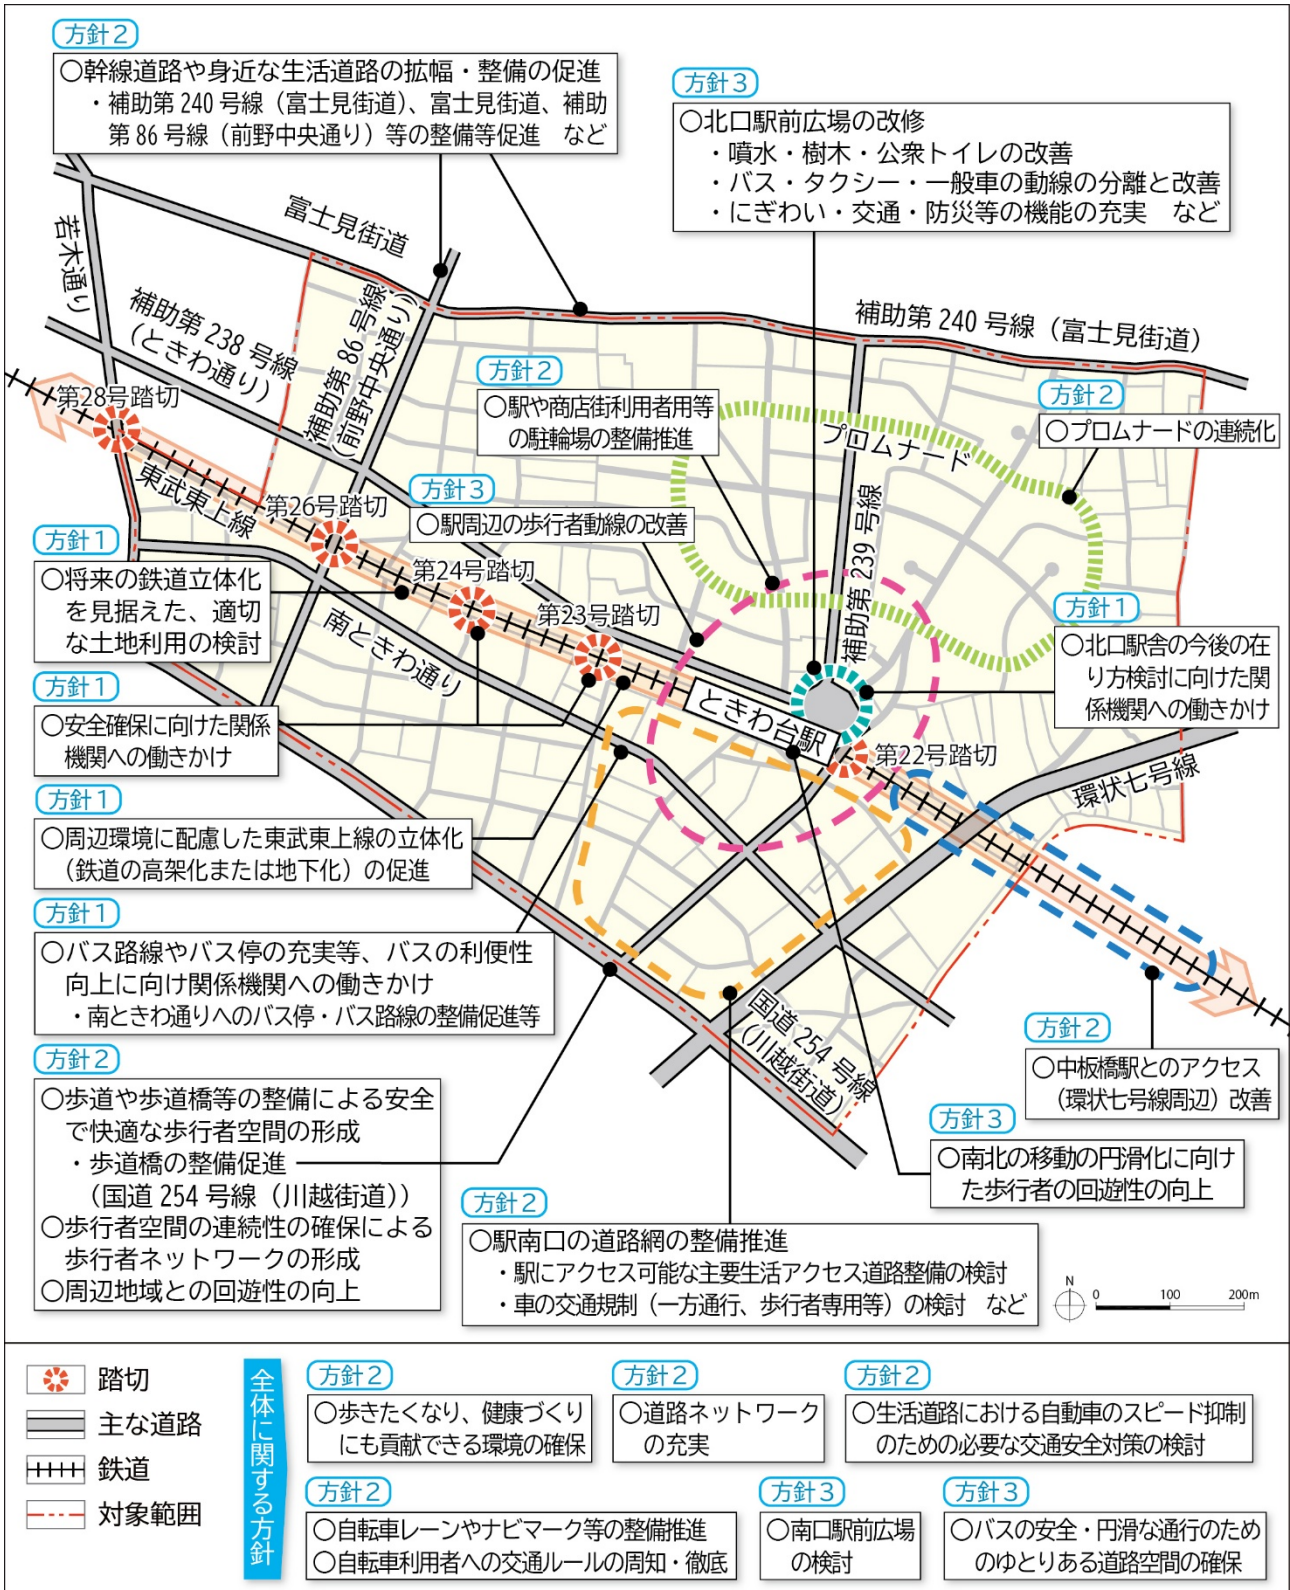 方針2
○幹線道路や身近な生活道路の拡幅・整備の促進
・補助第240号線（富士見街道）、富士見街道、補助
第86号線（前野中央通り）等の整備等促進　など
方針3
○北口駅前広場の改修
・噴水・樹木・公衆トイレの改善
・バス・タクシー・一般車の動線の分離と改善
・にぎわい・交通・防災等の機能の充実　など
富士見街道
若木通り
補助第238号線
（ときわ通り）
補助第86号線
（前野中央通り）
補助第240号線（富士見街道）
第28号踏切
東武東上線
方針2
○駅や商店街利用者用等
の駐輪場の整備推進
プロムナード
方針2
○プロムナードの連続化
方針3
○駅周辺の歩行者動線の改善
第26号踏切
補助第239号線
方針1
○将来の鉄道立体化
を見据えた、適切
な土地利用の検討
第24号踏切
第23号踏切
南ときわ通り
方針1
○北口駅舎の今後の在
り方検討に向けた関
係機関への働きかけ
方針1
○安全確保に向けた関係
機関への働きかけ
ときわ台駅
第22号踏切
環状七号線
方針1
○周辺環境に配慮した東武東上線の立体化
（鉄道の高架化または地下化）の促進
方針1
○バス路線やバス停の充実等、バスの利便性
向上に向け関係機関への働きかけ
・南ときわ通りへのバス停・バス路線の整備促進等
国道254号線
（川越街道）
方針2
○中板橋駅とのアクセス
（環状七号線周辺）改善
方針2
○歩道や歩道橋等の整備による安全
で快適な歩行者空間の形成
・歩道橋の整備促進
（国道254号線（川越街道））
○歩行者空間の連続性の確保による
歩行者ネットワークの形成
○周辺地域との回遊性の向上
方針3
○南北の移動の円滑化に向け
た歩行者の回遊性の向上
方針2
○駅南口の道路網の整備推進
・駅にアクセス可能な主要生活アクセス道路整備の検討
・車の交通規制（一方通行、歩行者専用等）の検討　など
N
0 100 200m
踏切
主な道路
鉄道
対象範囲
全体に関する方針
方針2
○歩きたくなり、健康づくり
にも貢献できる環境の確保
方針2
○道路ネットワーク
の充実
方針2
○生活道路における自動車のスピード抑制
のための必要な交通安全対策の検討
方針2
○自転車レーンやナビマーク等の整備推進
○自転車利用者への交通ルールの周知・徹底
方針3
○南口駅前広場
の検討
方針3
○バスの安全・円滑な通行のため
のゆとりある道路空間の確保